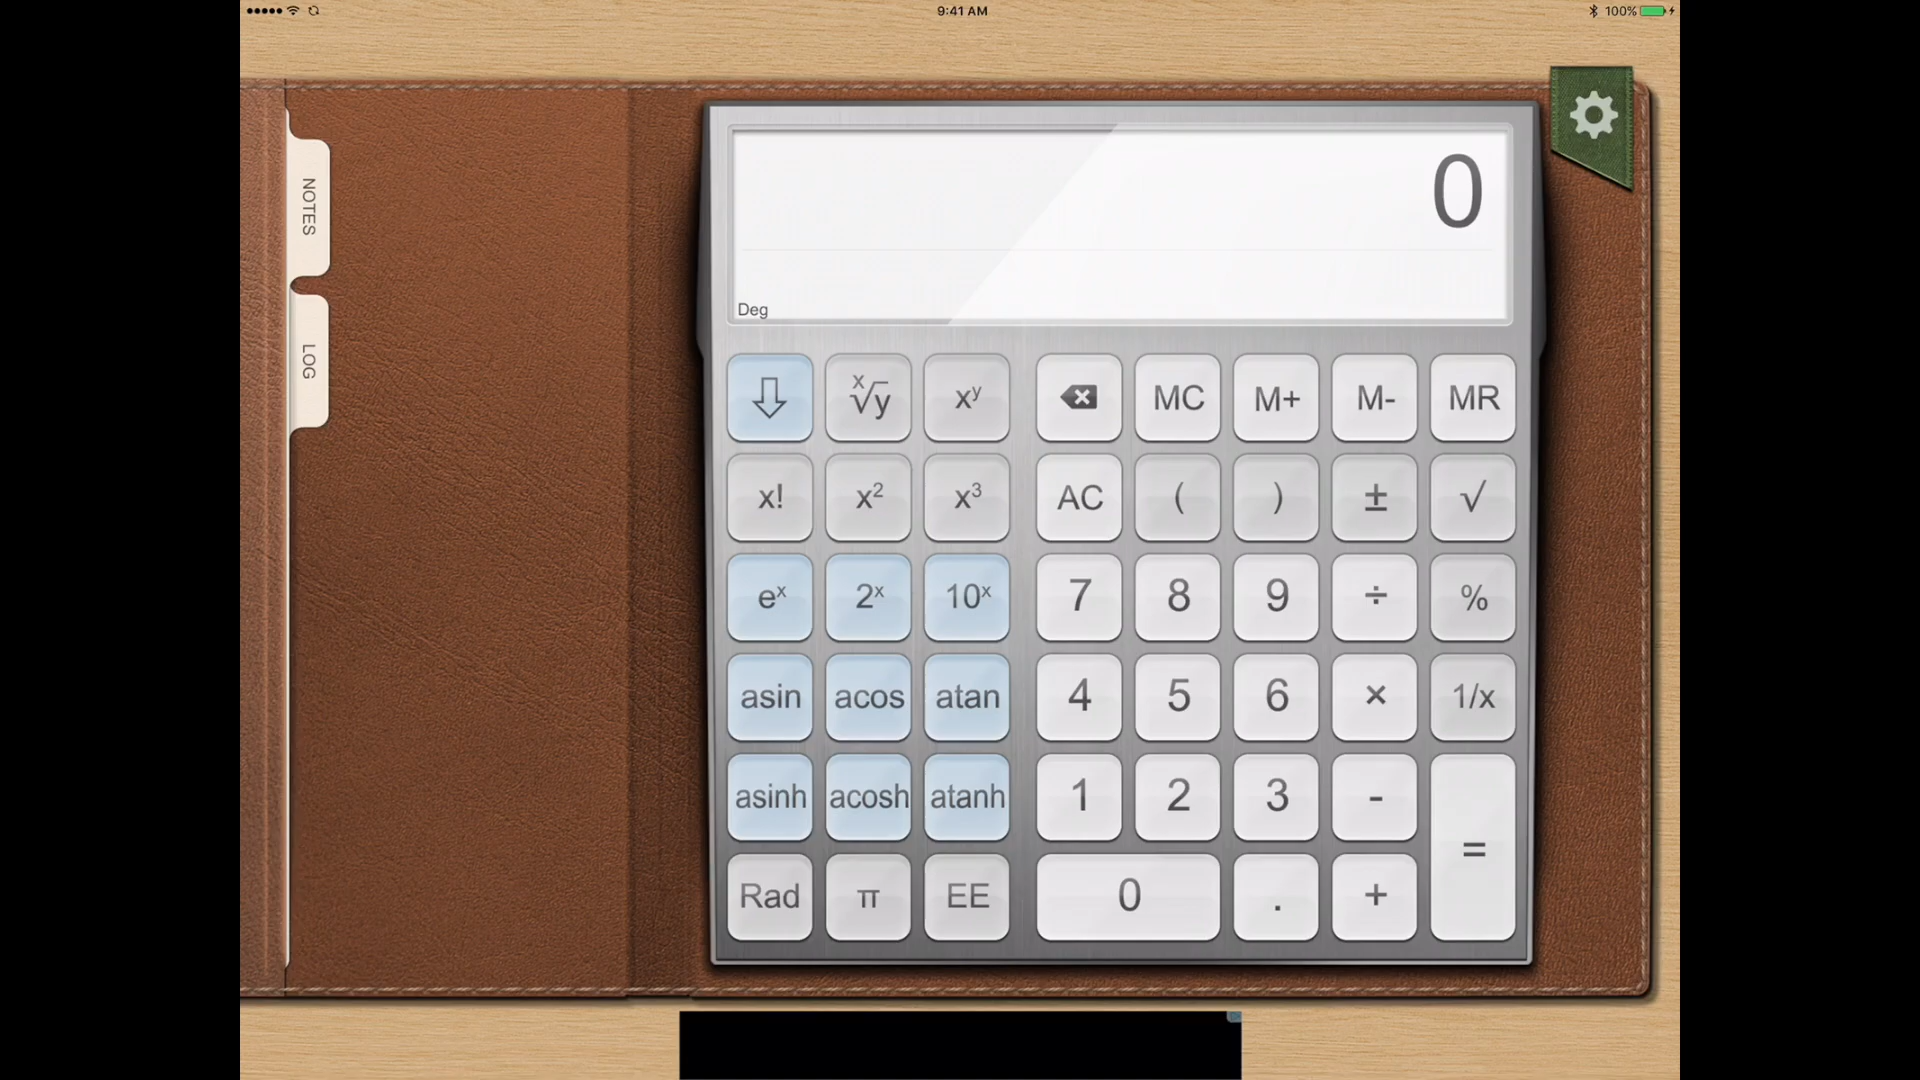 9:41 AM
100%
NOTES
LOG
0
Deg
x√y xʸ MC M+ M- MR
x! x² x³ AC ( ) ± √
eˣ 2ˣ 10ˣ 7 8 9 ÷ %
asin acos atan 4 5 6 × 1/x
asinh acosh atanh 1 2 3 - =
Rad π EE 0 . +